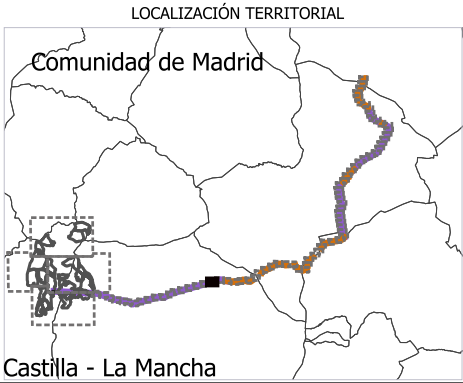 LOCALIZACIÓN TERRITORIAL
Comunidad de Madrid
Castilla - La Mancha